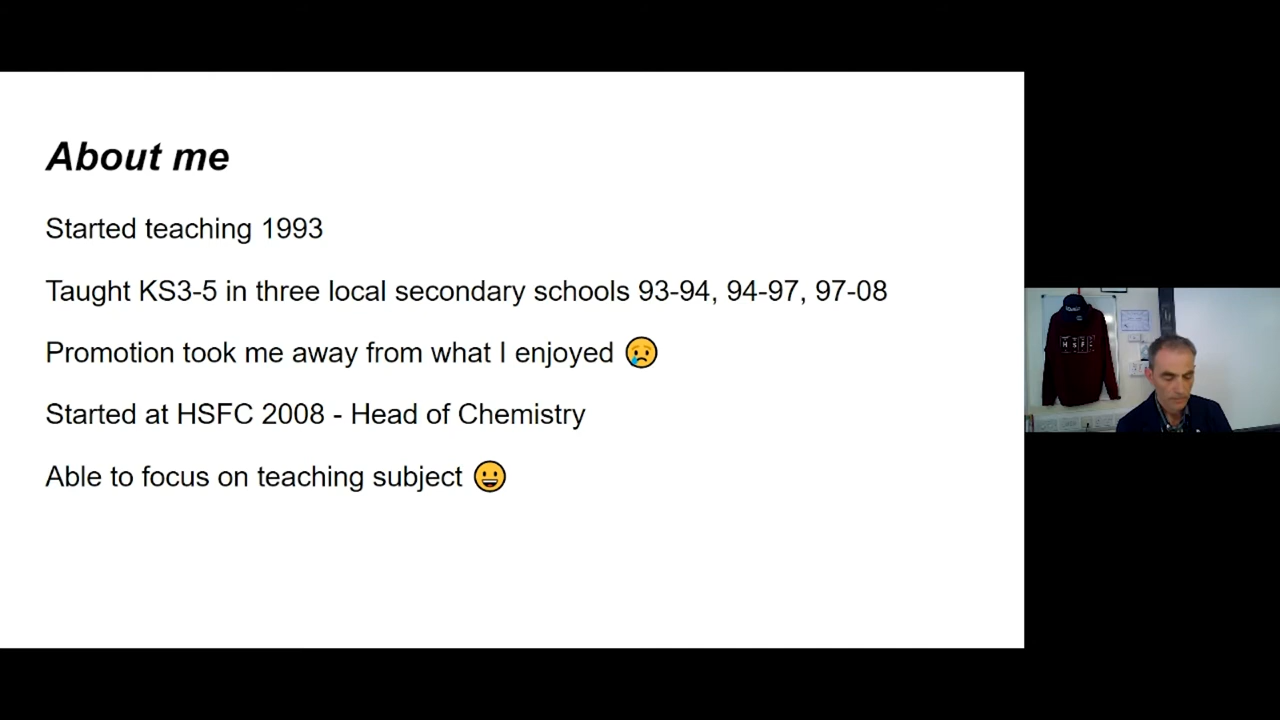 About me
Started teaching 1993
Taught KS3-5 in three local secondary schools 93-94, 94-97, 97-08
Promotion took me away from what I enjoyed 😢
Started at HSFC 2008 - Head of Chemistry
Able to focus on teaching subject 😀